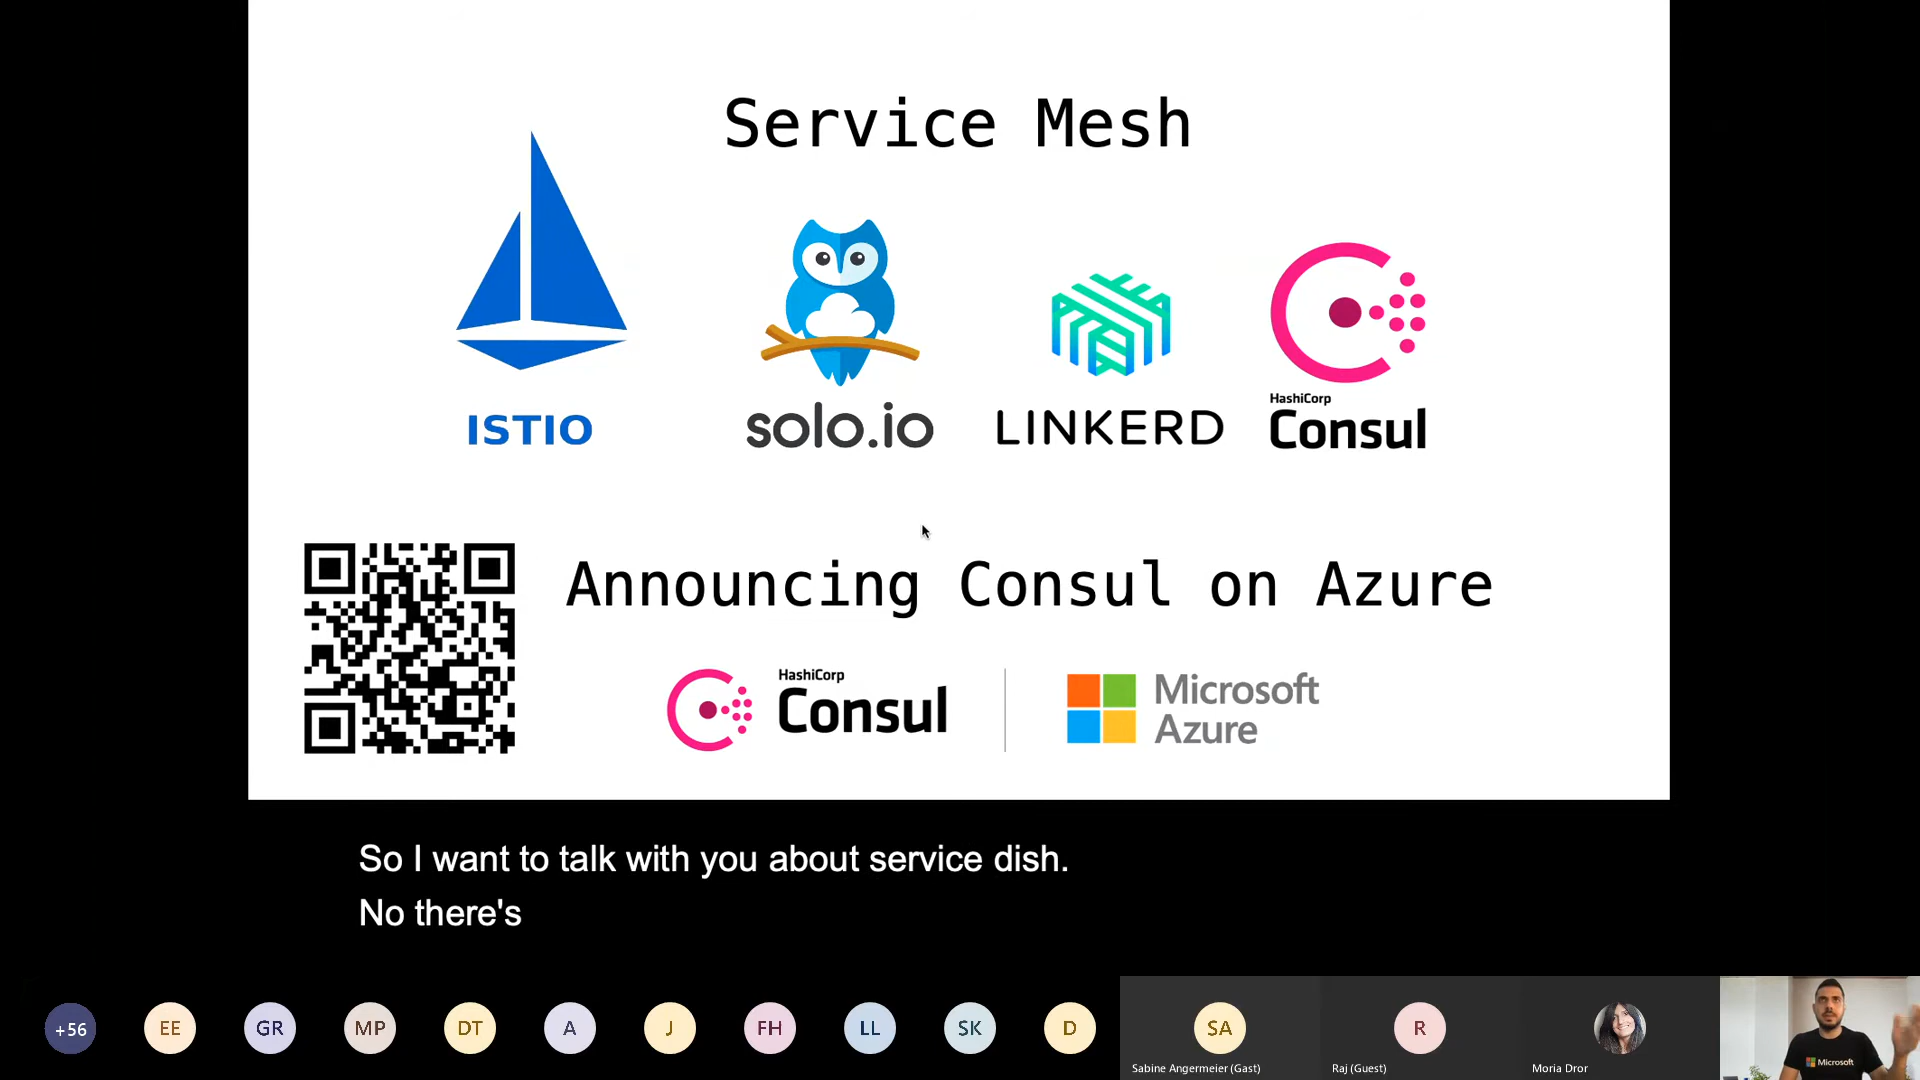 Service Mesh
ISTIO
solo.io
LINKERD
HashiCorp
Consul
Announcing Consul on Azure
HashiCorp
Consul
Microsoft
Azure
So I want to talk with you about service dish.
No there's
+56
EE
GR
MP
DT
A
J
FH
LL
SK
D
SA
R
Sabine Angermeier (Gast)
Raj (Guest)
Moria Dror
Microsoft